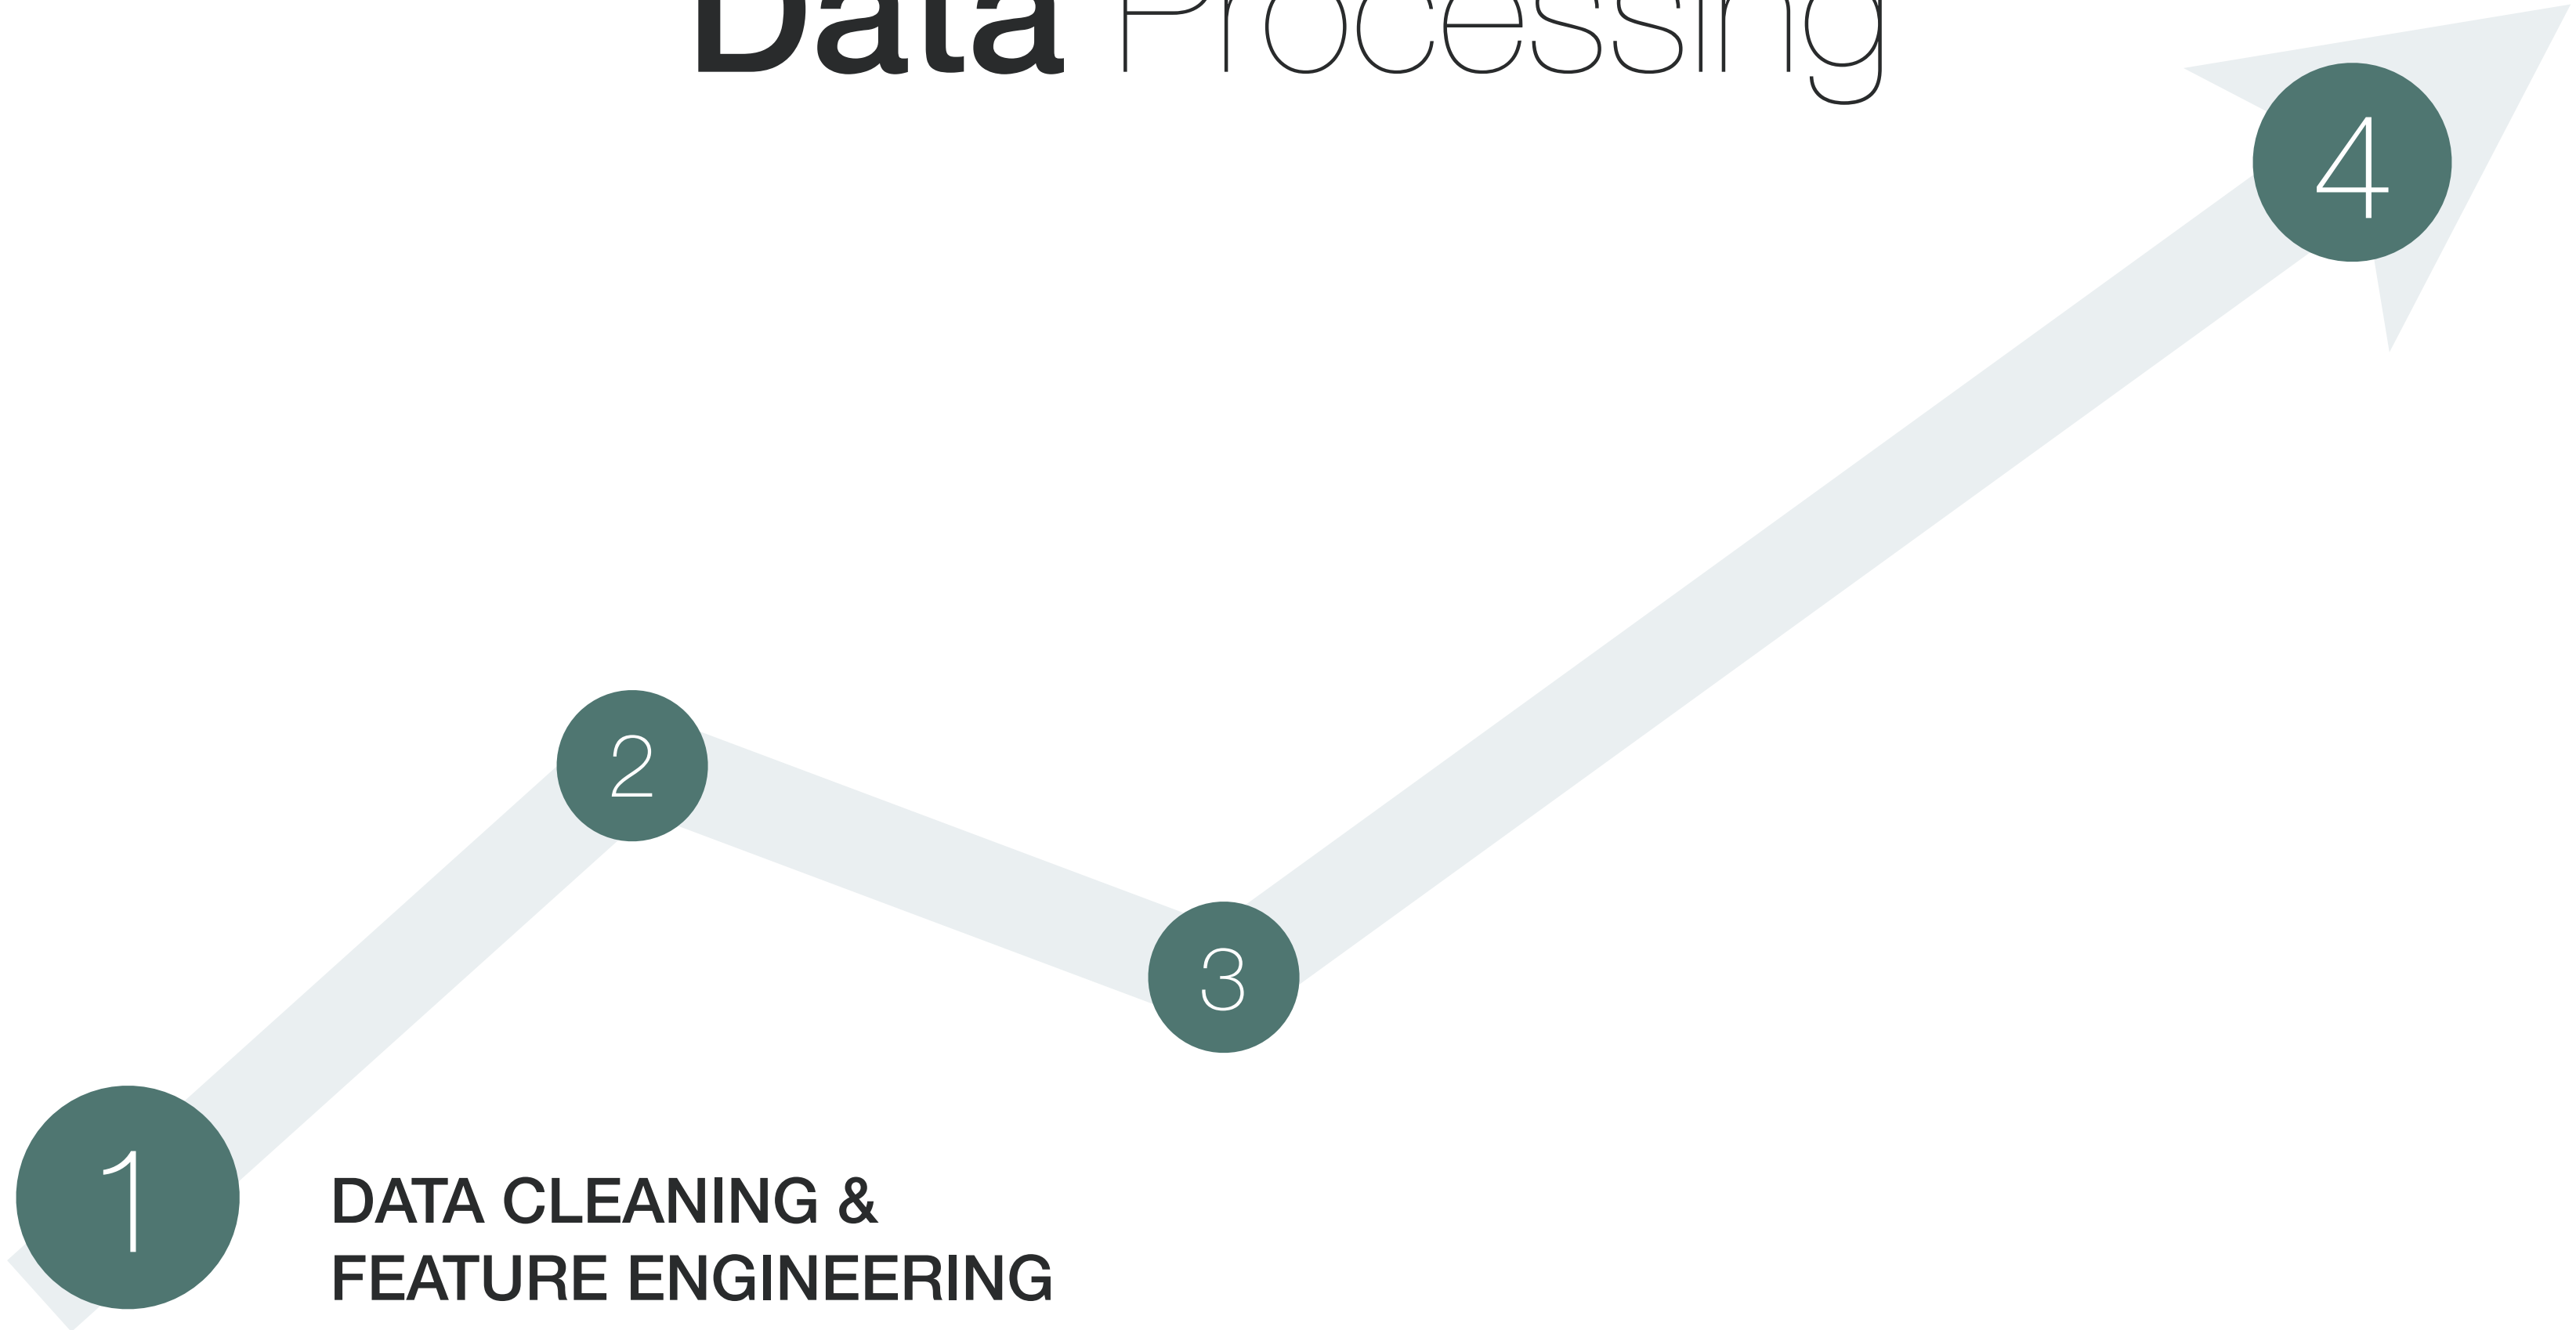 Data Processing
4
2
3
1
DATA CLEANING &
FEATURE ENGINEERING